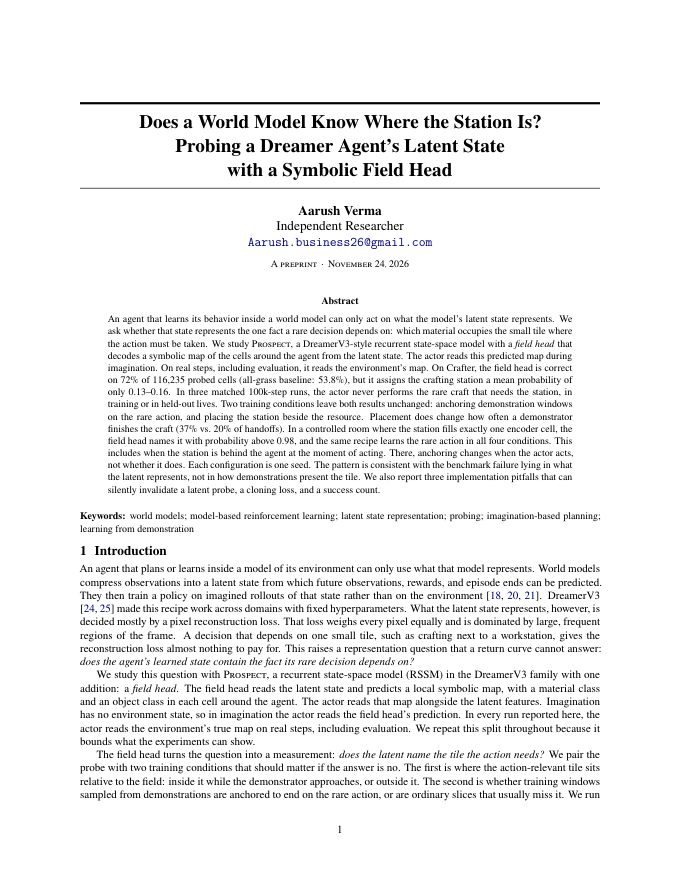 Does a World Model Know Where the Station Is?
Probing a Dreamer Agent's Latent State
with a Symbolic Field Head
Aarush Verma
Independent Researcher
Aarush.business26@gmail.com
A PREPRINT · NOVEMBER 24, 2026
Abstract
An agent that learns its behavior inside a world model can only act on what the model's latent state represents. We
ask whether that state represents the one fact a rare decision depends on: which material occupies the small tile where
the action must be taken. We study PROSPECT, a DreamerV3-style recurrent state-space model with a field head that
decodes a symbolic map of the cells around the agent from the latent state. The actor reads this predicted map during
imagination. On real steps, including evaluation, it reads the environment's map. On Crafter, the field head is correct
on 72% of 116,235 probed cells (all-grass baseline: 53.8%), but it assigns the crafting station a mean probability of
only 0.13–0.16. In three matched 100k-step runs, the actor never performs the rare craft that needs the station, in
training or in held-out lives. Two training conditions leave both results unchanged: anchoring demonstration windows
on the rare action, and placing the station beside the resource. Placement does change how often a demonstrator
finishes the craft (37% vs. 20% of handoffs). In a controlled room where the station fills exactly one encoder cell, the
field head names it with probability above 0.98, and the same recipe learns the rare action in all four conditions. This
includes when the station is behind the agent at the moment of acting. There, anchoring changes when the actor acts,
not whether it does. Each configuration is one seed. The pattern is consistent with the benchmark failure lying in what
the latent represents, not in how demonstrations present the tile. We also report three implementation pitfalls that can
silently invalidate a latent probe, a cloning loss, and a success count.
Keywords: world models; model-based reinforcement learning; latent state representation; probing; imagination-based planning;
learning from demonstration
1 Introduction
An agent that plans or learns inside a model of its environment can only use what that model represents. World models
compress observations into a latent state from which future observations, rewards, and episode ends can be predicted.
They then train a policy on imagined rollouts of that state rather than on the environment [18, 20, 21]. DreamerV3
[24, 25] made this recipe work across domains with fixed hyperparameters. What the latent state represents, however, is
decided mostly by a pixel reconstruction loss. That loss weighs every pixel equally and is dominated by large, frequent
regions of the frame. A decision that depends on one small tile, such as crafting next to a workstation, gives the
reconstruction loss almost nothing to pay for. This raises a representation question that a return curve cannot answer:
does the agent's learned state contain the fact its rare decision depends on?
We study this question with PROSPECT, a recurrent state-space model (RSSM) in the DreamerV3 family with one
addition: a field head. The field head reads the latent state and predicts a local symbolic map, with a material class
and an object class in each cell around the agent. The actor reads that map alongside the latent features. Imagination
has no environment state, so in imagination the actor reads the field head's prediction. In every run reported here, the
actor reads the environment's true map on real steps, including evaluation. We repeat this split throughout because it
bounds what the experiments can show.
The field head turns the question into a measurement: does the latent name the tile the action needs? We pair the
probe with two training conditions that should matter if the answer is no. The first is where the action-relevant tile sits
relative to the field: inside it while the demonstrator approaches, or outside it. The second is whether training windows
sampled from demonstrations are anchored to end on the rare action, or are ordinary slices that usually miss it. We run
1